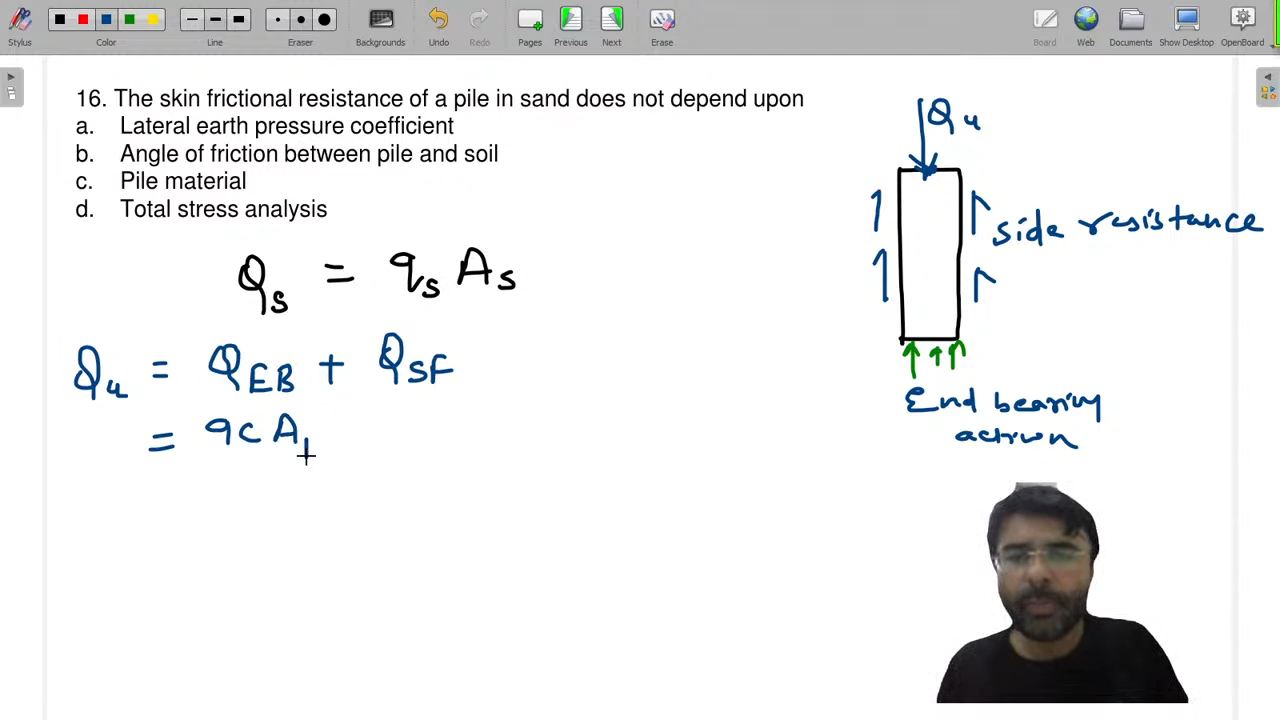 Stylus
Color
Line
Eraser
Backgrounds
Undo
Redo
Pages
Previous
Next
Erase
Board
Web
Documents
Show Desktop
OpenBoard
16. The skin frictional resistance of a pile in sand does not depend upon
a. Lateral earth pressure coefficient
b. Angle of friction between pile and soil
c. Pile material
d. Total stress analysis
Qs = qs As
Qu = QEB + QSF
= 9C A
Qu
side resistance
End bearing
action